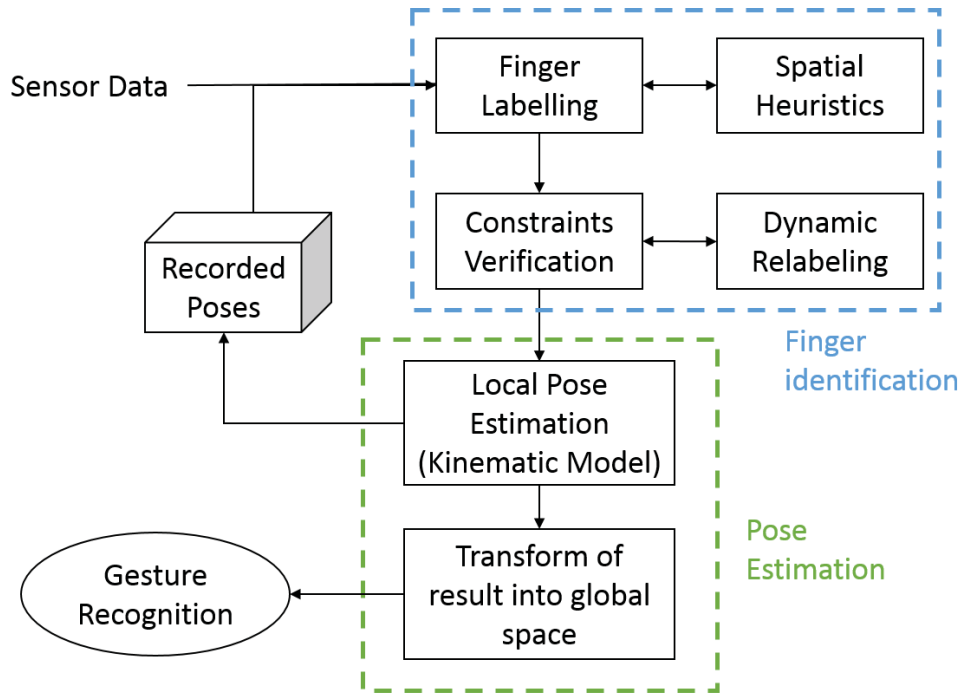 Sensor Data
Finger
Labelling
Spatial
Heuristics
Constraints
Verification
Dynamic
Relabeling
Recorded
Poses
Finger
identification
Local Pose
Estimation
(Kinematic Model)
Pose
Estimation
Transform of
result into global
space
Gesture
Recognition